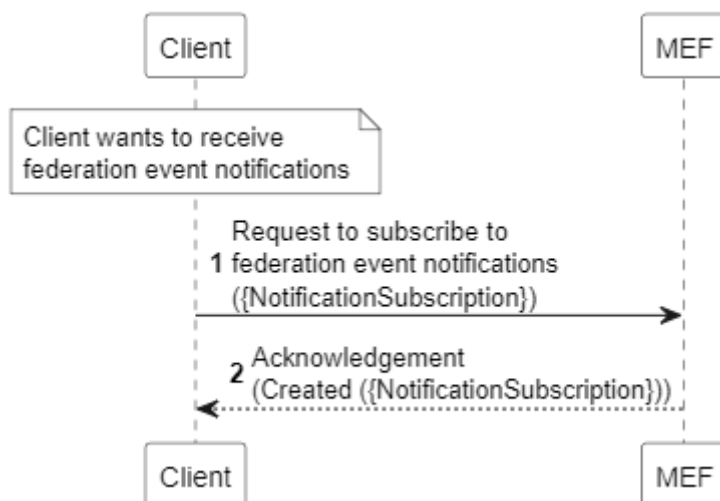 Client
MEF
Client wants to receive
federation event notifications
Request to subscribe to
1 federation event notifications
({NotificationSubscription})
2 Acknowledgement
(Created ({NotificationSubscription}))
Client
MEF